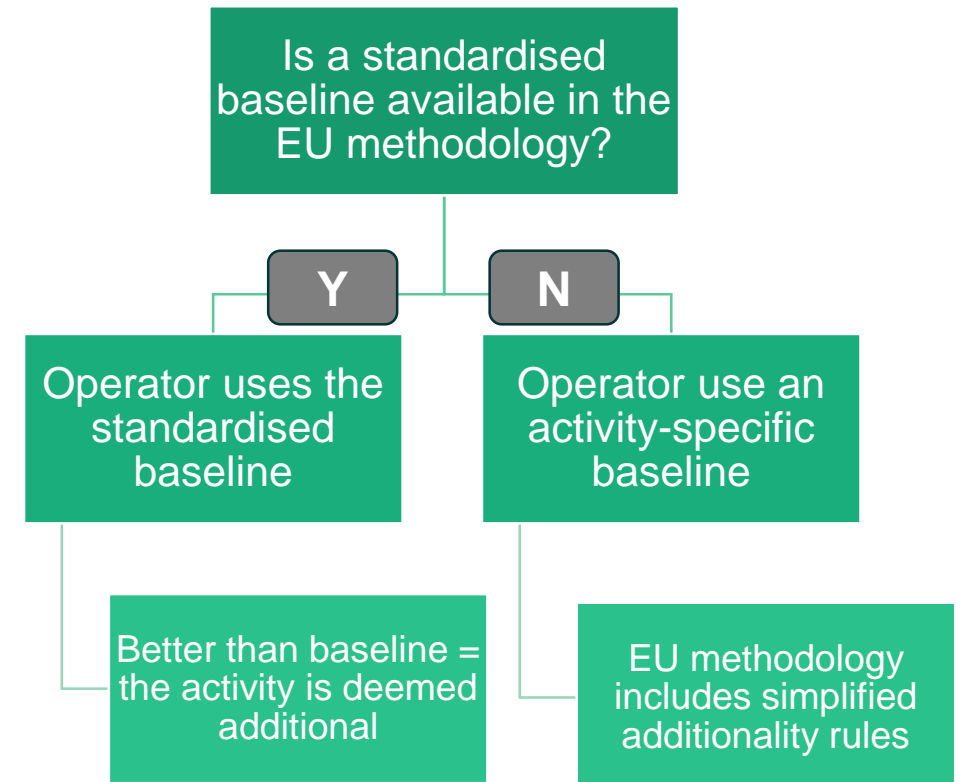 Is a standardised
baseline available in the
EU methodology?
Y
N
Operator uses the
standardised
baseline
Operator use an
activity-specific
baseline
Better than baseline =
the activity is deemed
additional
EU methodology
includes simplified
additionality rules